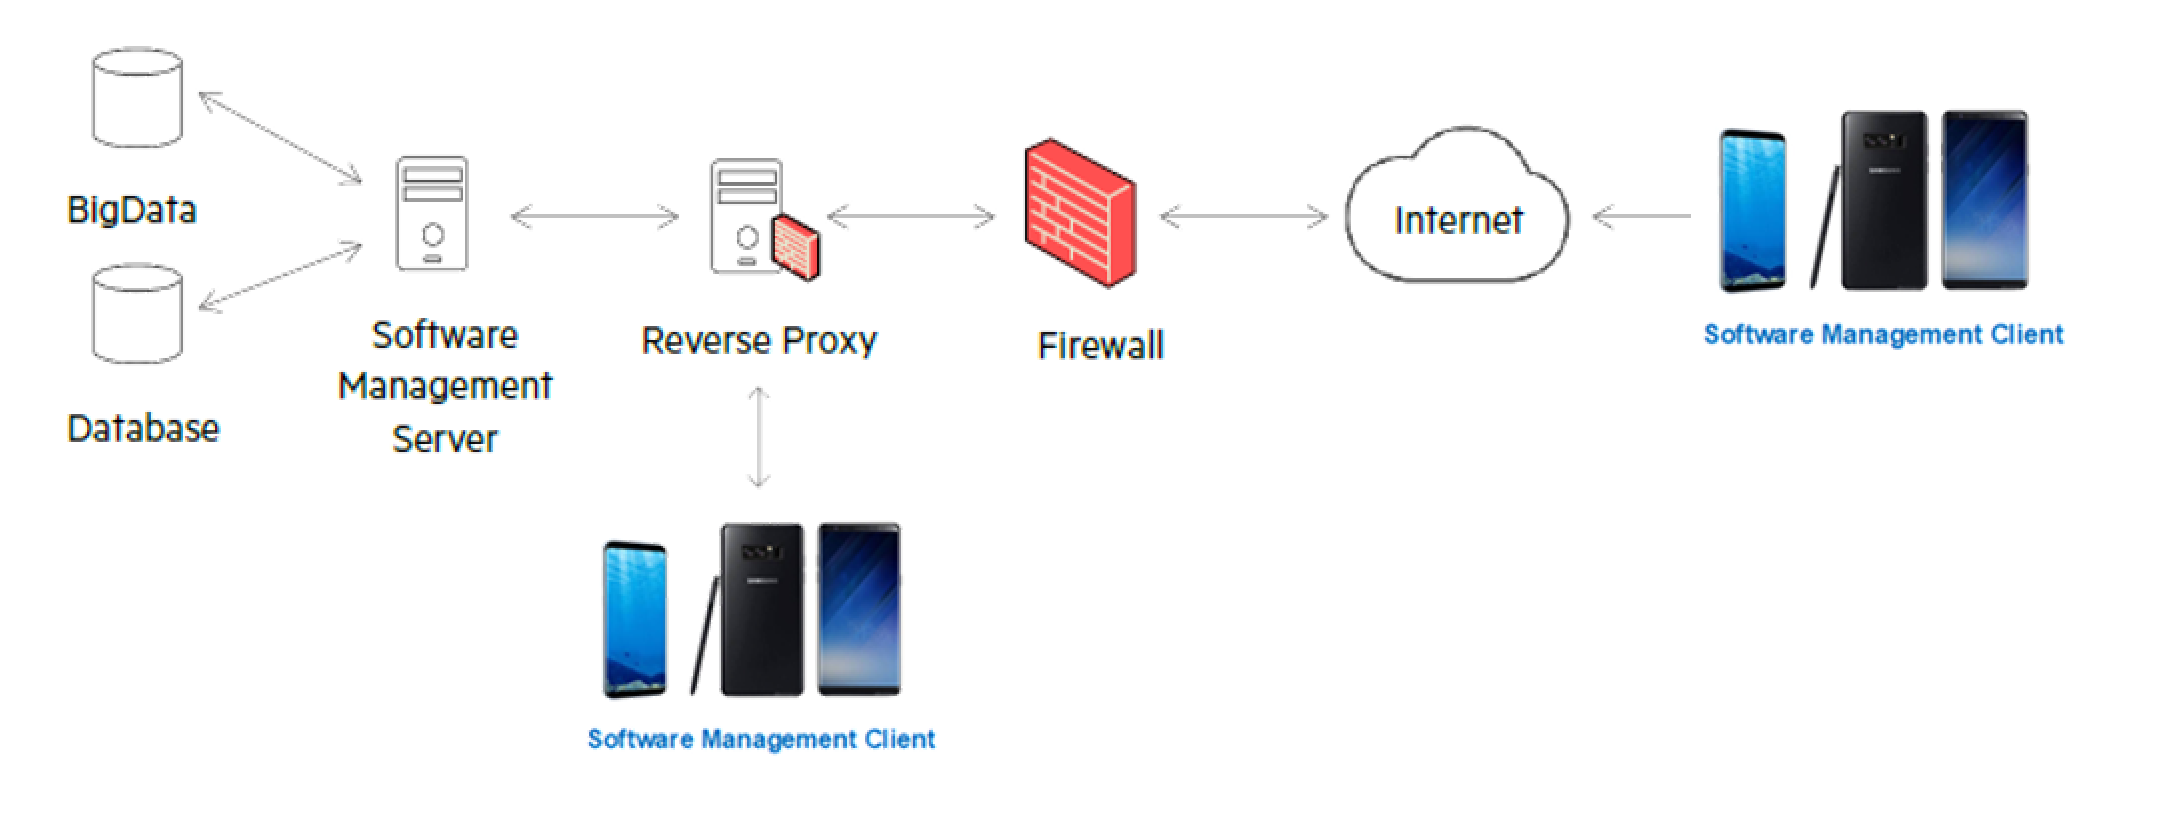 BigData
Database
Software
Management
Server
Reverse Proxy
Firewall
Internet
Software Management Client
Software Management Client